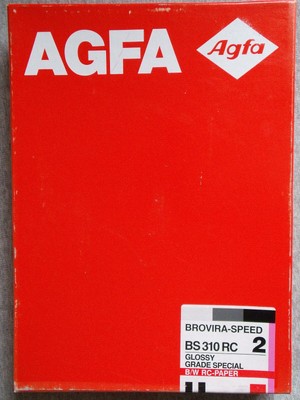 AGFA
Agfa
BROVIRA-SPEED
BS 310 RC 2
GLOSSY
GRADE SPECIAL
B/W RC-PAPER